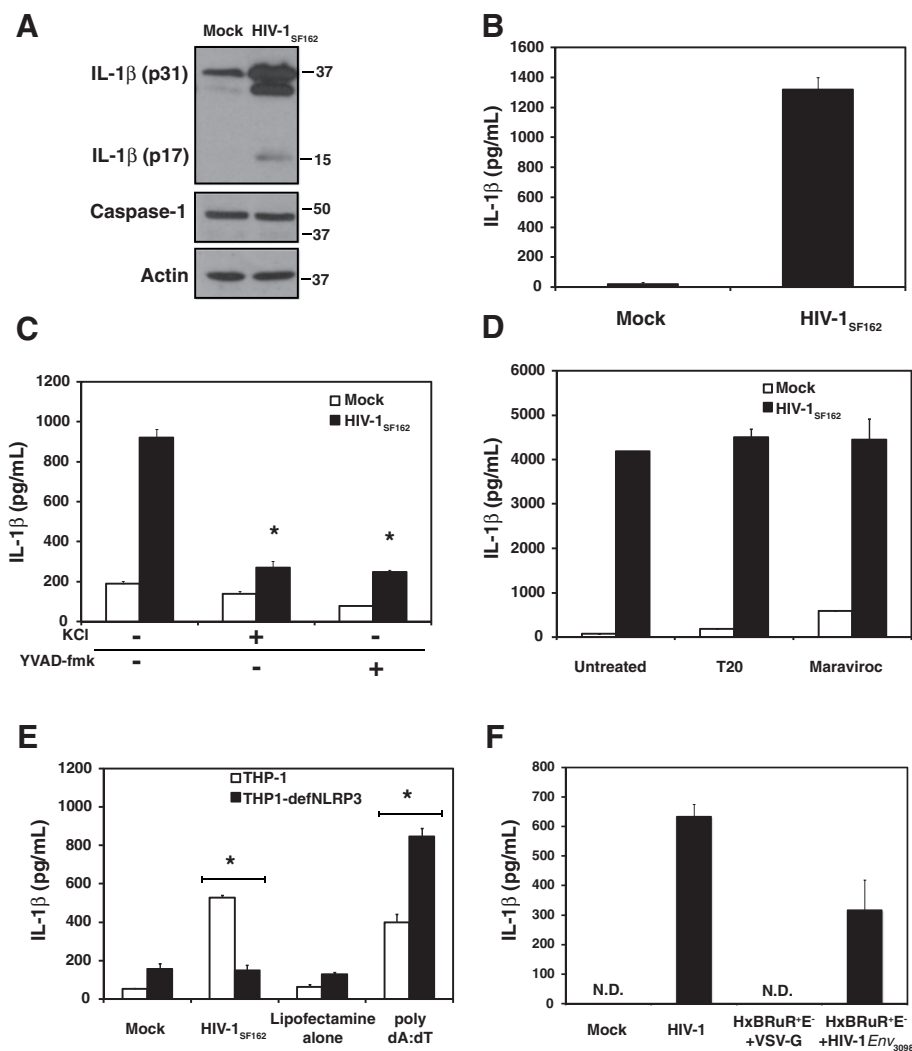 A
Mock HIV-1SF162
IL-1β (p31)
37
IL-1β (p17)
15
Caspase-1
50
37
Actin
37
B
IL-1β (pg/mL)
1600
1400
1200
1000
800
600
400
200
0
Mock
HIV-1SF162
C
IL-1β (pg/mL)
1200
1000
800
600
400
200
0
Mock
HIV-1SF162
*
*
KCl - + -
YVAD-fmk - - +
D
IL-1β (pg/mL)
6000
5000
4000
3000
2000
1000
0
Mock
HIV-1SF162
Untreated
T20
Maraviroc
E
IL-1β (pg/mL)
1200
1000
800
600
400
200
0
THP-1
THP1-defNLRP3
*
*
Mock
HIV-1SF162
Lipofectamine
alone
poly
dA:dT
F
IL-1β (pg/mL)
800
700
600
500
400
300
200
100
0
N.D.
N.D.
Mock
HIV-1
HxBRuR+E-
+VSV-G
HxBRuR+E-
+HIV-1Env3098